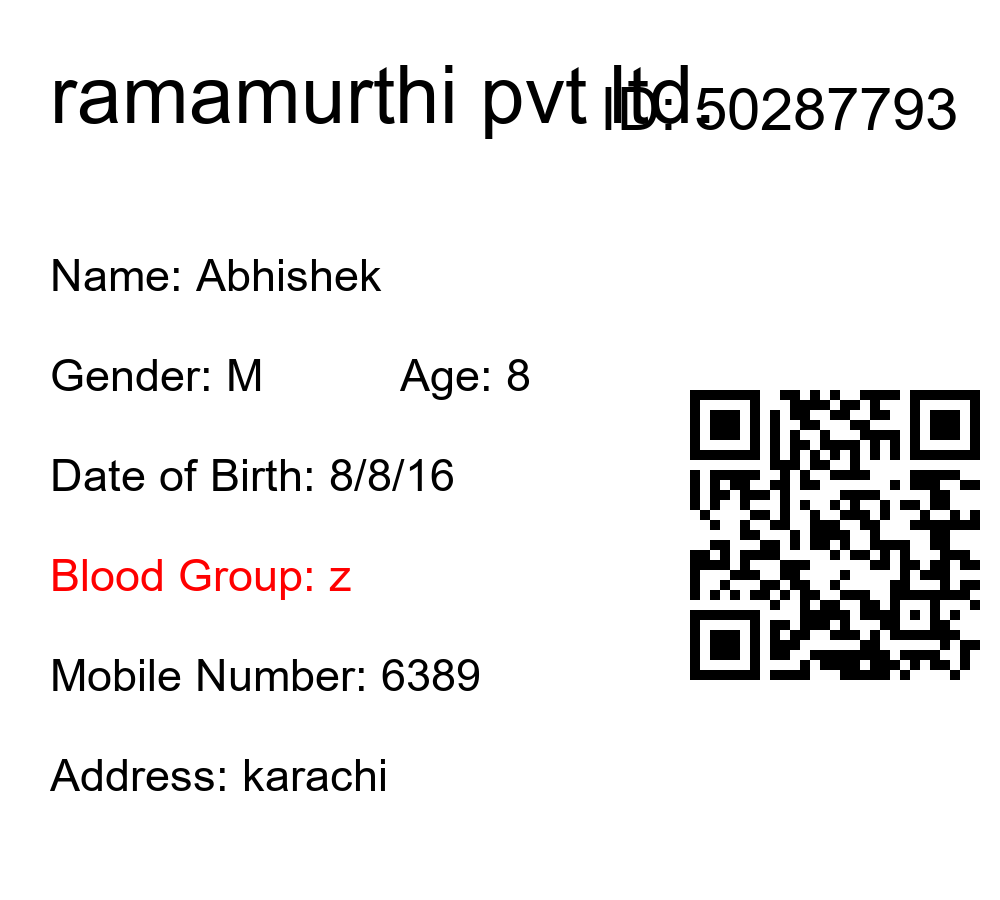 ramamurthi pvt ltd. ID: 50287793
Name: Abhishek
Gender: M Age: 8
Date of Birth: 8/8/16
Blood Group: z
Mobile Number: 6389
Address: karachi